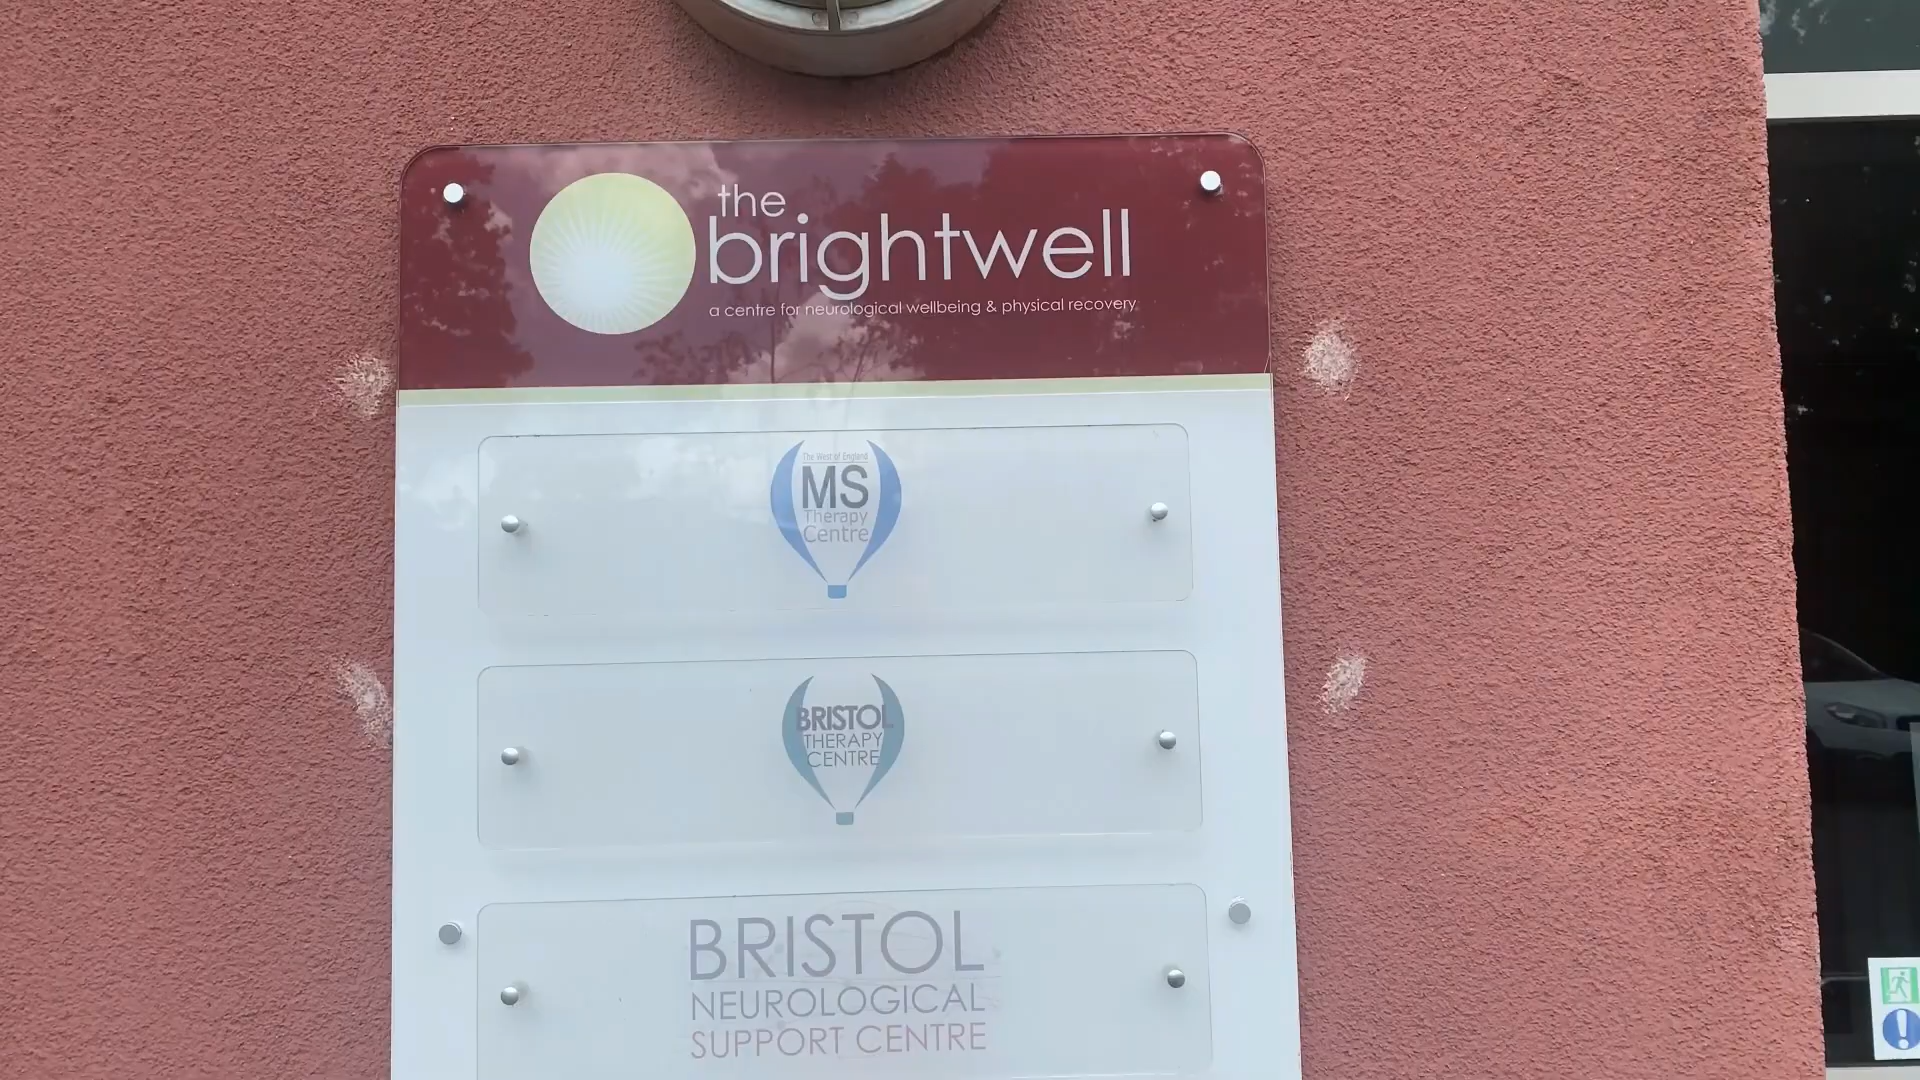 the
brightwell
a centre for neurological wellbeing & physical recovery
The West of England
MS
Therapy
Centre
BRISTOL
THERAPY
CENTRE
BRISTOL
NEUROLOGICAL
SUPPORT CENTRE